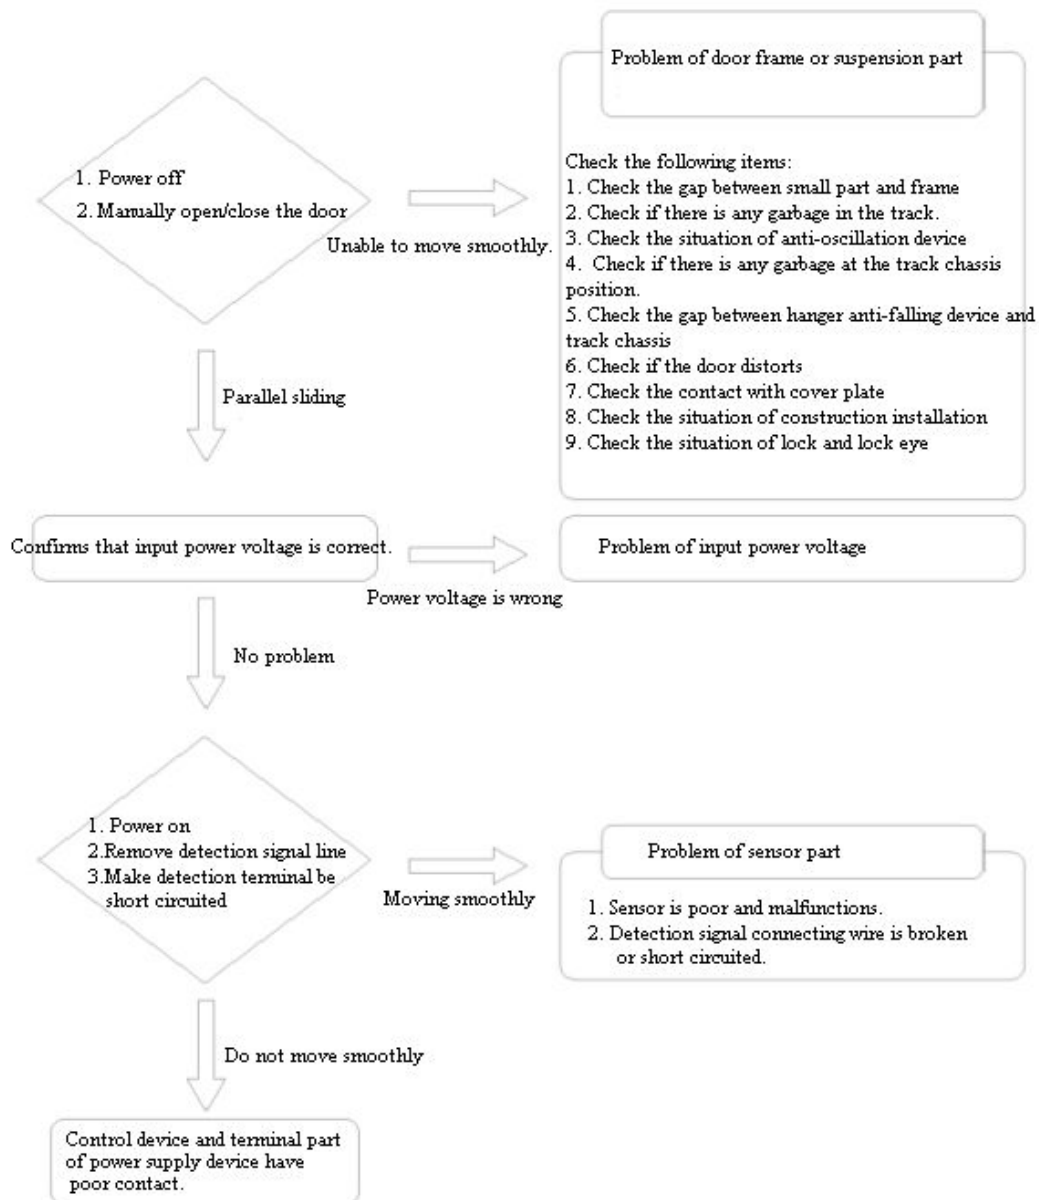 Problem of door frame or suspension part
1. Power off
2. Manually open/close the door
Unable to move smoothly.
Check the following items:
1. Check the gap between small part and frame
2. Check if there is any garbage in the track.
3. Check the situation of anti-oscillation device
4. Check if there is any garbage at the track chassis
position.
5. Check the gap between hanger anti-falling device and
track chassis
6. Check if the door distorts
7. Check the contact with cover plate
8. Check the situation of construction installation
9. Check the situation of lock and lock eye
Parallel sliding
Confirms that input power voltage is correct.
Power voltage is wrong
Problem of input power voltage
No problem
1. Power on
2.Remove detection signal line
3.Make detection terminal be
short circuited
Moving smoothly
Problem of sensor part
1. Sensor is poor and malfunctions.
2. Detection signal connecting wire is broken
or short circuited.
Do not move smoothly
Control device and terminal part
of power supply device have
poor contact.